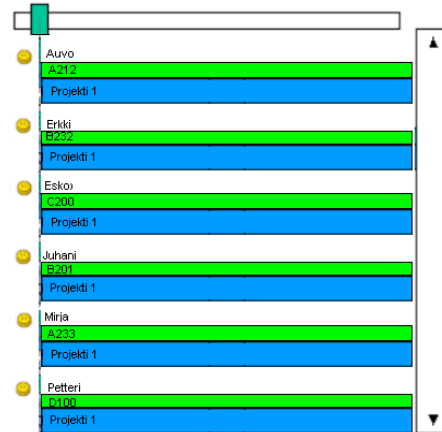 Auvo
A212
Projekti 1
Erkki
B232
Projekti 1
Esko
C200
Projekti 1
Juhani
B201
Projekti 1
Mirja
A233
Projekti 1
Petteri
D100
Projekti 1